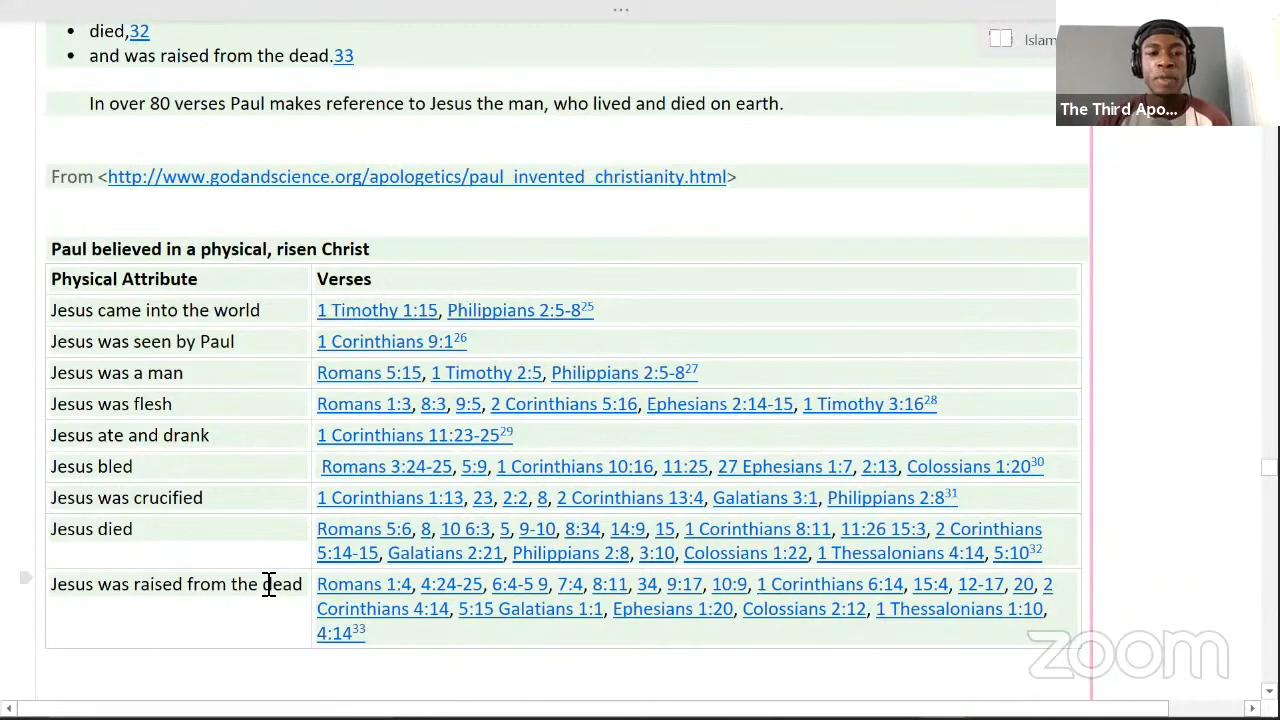 died,32
and was raised from the dead.33
In over 80 verses Paul makes reference to Jesus the man, who lived and died on earth.
From <http://www.godandscience.org/apologetics/paul_invented_christianity.html>
Islam
The Third Apo...
Paul believed in a physical, risen Christ
Physical Attribute Verses
Jesus came into the world 1 Timothy 1:15, Philippians 2:5-825
Jesus was seen by Paul 1 Corinthians 9:126
Jesus was a man Romans 5:15, 1 Timothy 2:5, Philippians 2:5-827
Jesus was flesh Romans 1:3, 8:3, 9:5, 2 Corinthians 5:16, Ephesians 2:14-15, 1 Timothy 3:1628
Jesus ate and drank 1 Corinthians 11:23-2529
Jesus bled Romans 3:24-25, 5:9, 1 Corinthians 10:16, 11:25, 27 Ephesians 1:7, 2:13, Colossians 1:2030
Jesus was crucified 1 Corinthians 1:13, 23, 2:2, 8, 2 Corinthians 13:4, Galatians 3:1, Philippians 2:831
Jesus died Romans 5:6, 8, 10 6:3, 5, 9-10, 8:34, 14:9, 15, 1 Corinthians 8:11, 11:26 15:3, 2 Corinthians
5:14-15, Galatians 2:21, Philippians 2:8, 3:10, Colossians 1:22, 1 Thessalonians 4:14, 5:1032
Jesus was raised from the dead Romans 1:4, 4:24-25, 6:4-5 9, 7:4, 8:11, 34, 9:17, 10:9, 1 Corinthians 6:14, 15:4, 12-17, 20, 2
Corinthians 4:14, 5:15 Galatians 1:1, Ephesians 1:20, Colossians 2:12, 1 Thessalonians 1:10,
4:1433
zoom